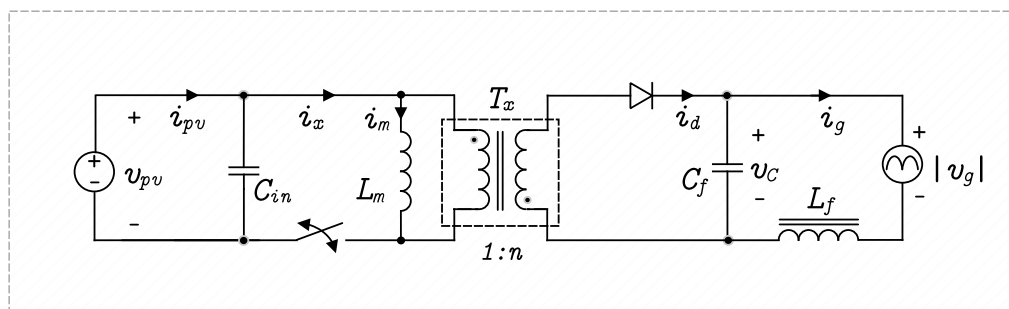 T_x
i_pv i_x i_m i_d i_g
+ + + +
v_pv C_in L_m C_f v_C | v_g |
− − − −
L_f
1:n